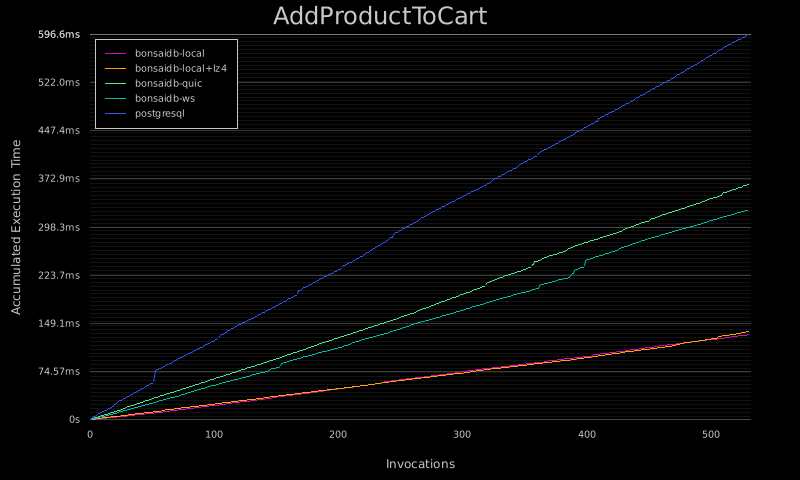 AddProductToCart
596.6ms
522.0ms
447.4ms
372.9ms
298.3ms
223.7ms
149.1ms
74.57ms
0s
Accumulated Execution Time
bonsaidb-local
bonsaidb-local+lz4
bonsaidb-quic
bonsaidb-ws
postgresql
0 100 200 300 400 500
Invocations